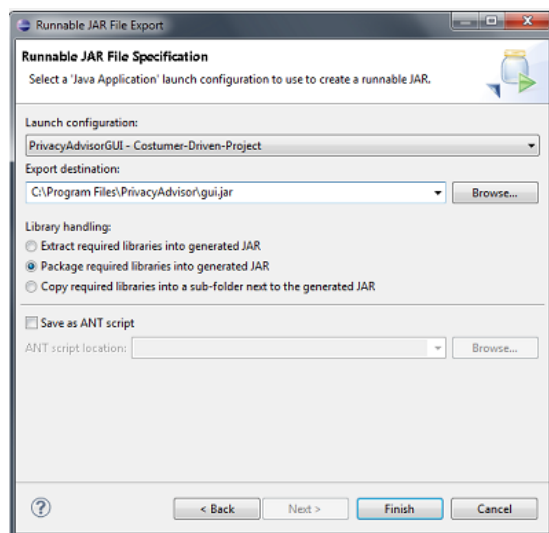 Runnable JAR File Export
Runnable JAR File Specification
Select a 'Java Application' launch configuration to use to create a runnable JAR.
Launch configuration:
PrivacyAdvisorGUI - Costumer-Driven-Project
Export destination:
C:\Program Files\PrivacyAdvisor\gui.jar
Browse...
Library handling:
Extract required libraries into generated JAR
Package required libraries into generated JAR
Copy required libraries into a sub-folder next to the generated JAR
Save as ANT script
ANT script location:
Browse...
< Back
Next >
Finish
Cancel